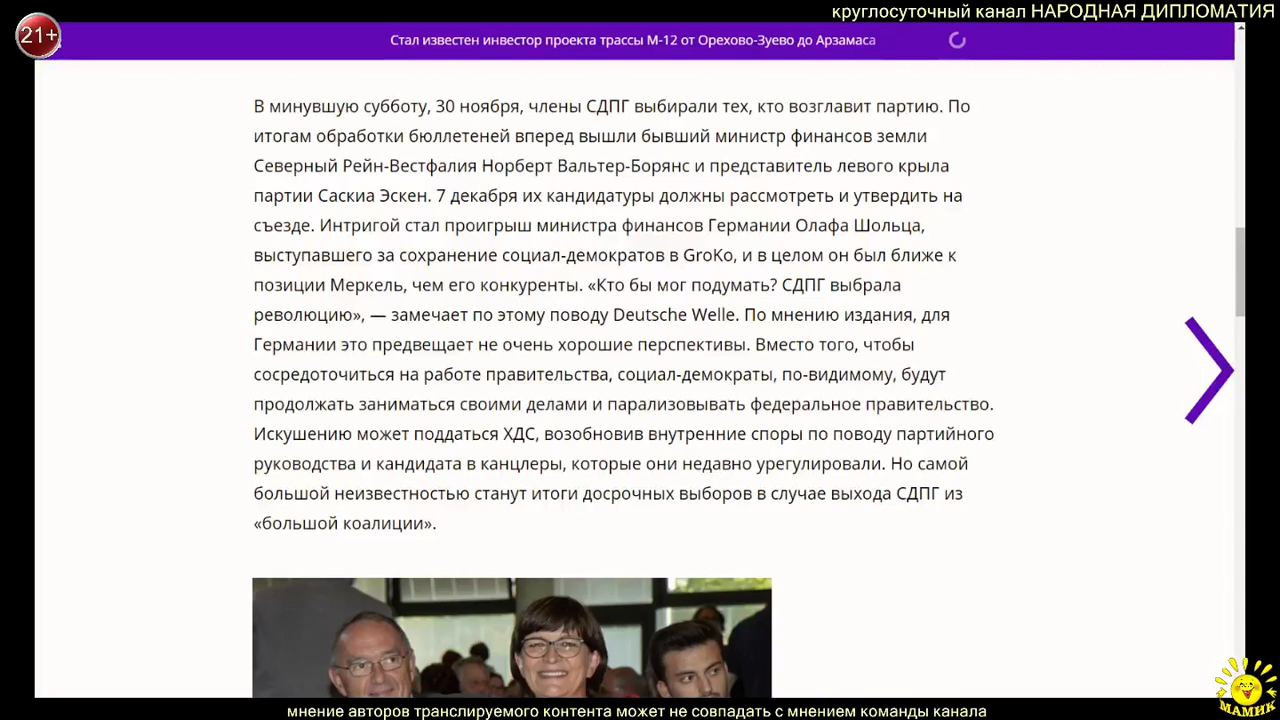 круглосуточный канал НАРОДНАЯ ДИПЛОМАТИЯ
21+
Стал известен инвестор проекта трассы М-12 от Орехово-Зуево до Арзамаса
В минувшую субботу, 30 ноября, члены СДПГ выбирали тех, кто возглавит партию. По
итогам обработки бюллетеней вперед вышли бывший министр финансов земли
Северный Рейн-Вестфалия Норберт Вальтер-Борянс и представитель левого крыла
партии Саскиа Эскен. 7 декабря их кандидатуры должны рассмотреть и утвердить на
съезде. Интригой стал проигрыш министра финансов Германии Олафа Шольца,
выступавшего за сохранение социал-демократов в GroKo, и в целом он был ближе к
позиции Меркель, чем его конкуренты. «Кто бы мог подумать? СДПГ выбрала
революцию», — замечает по этому поводу Deutsche Welle. По мнению издания, для
Германии это предвещает не очень хорошие перспективы. Вместо того, чтобы
сосредоточиться на работе правительства, социал-демократы, по-видимому, будут
продолжать заниматься своими делами и парализовывать федеральное правительство.
Искушению может поддаться ХДС, возобновив внутренние споры по поводу партийного
руководства и кандидата в канцлеры, которые они недавно урегулировали. Но самой
большой неизвестностью станут итоги досрочных выборов в случае выхода СДПГ из
«большой коалиции».
МАМИК
мнение авторов транслируемого контента может не совпадать с мнением команды канала